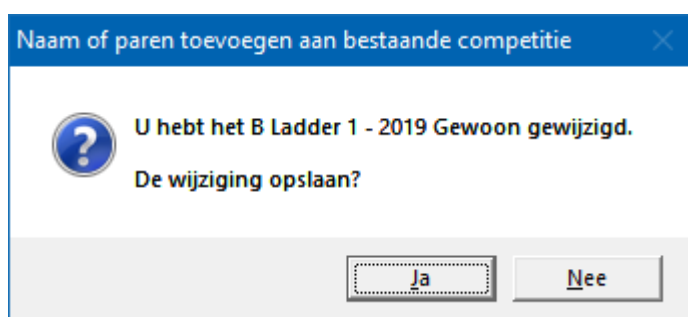 Naam of paren toevoegen aan bestaande competitie
U hebt het B Ladder 1 - 2019 Gewoon gewijzigd.
De wijziging opslaan?
Ja
Nee